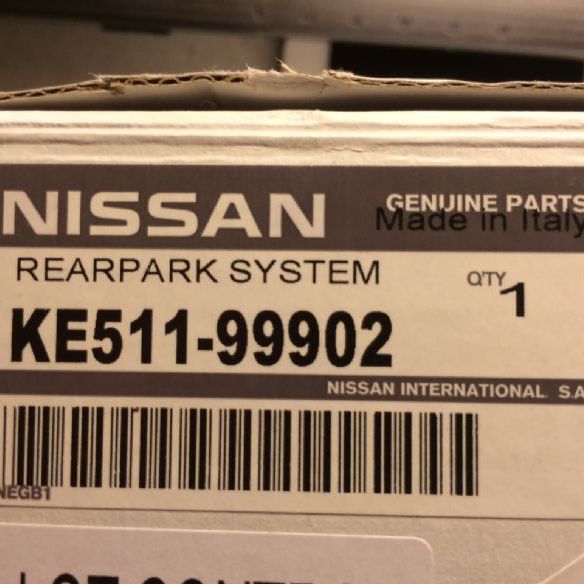 NISSAN
GENUINE PARTS
Made in Italy
REARPARK SYSTEM
Q'TY 1
KE511-99902
NISSAN INTERNATIONAL S.A
NEGB1